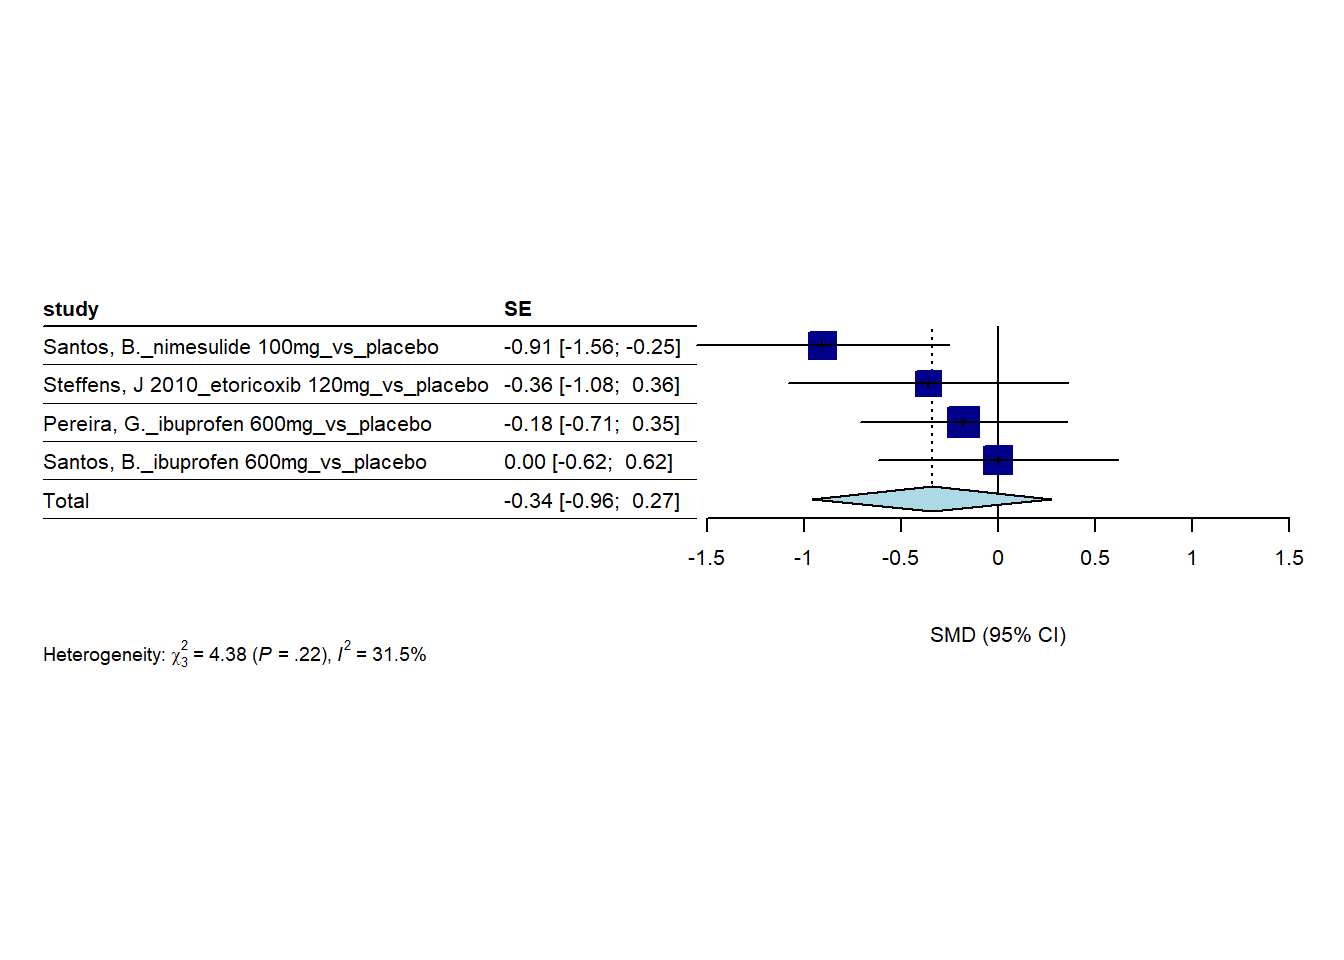 study SE
Santos, B._nimesulide 100mg_vs_placebo -0.91 [-1.56; -0.25]
Steffens, J 2010_etoricoxib 120mg_vs_placebo -0.36 [-1.08; 0.36]
Pereira, G._ibuprofen 600mg_vs_placebo -0.18 [-0.71; 0.35]
Santos, B._ibuprofen 600mg_vs_placebo 0.00 [-0.62; 0.62]
Total -0.34 [-0.96; 0.27]
-1.5 -1 -0.5 0 0.5 1 1.5
SMD (95% CI)
Heterogeneity: χ²₃ = 4.38 (P = .22), I² = 31.5%